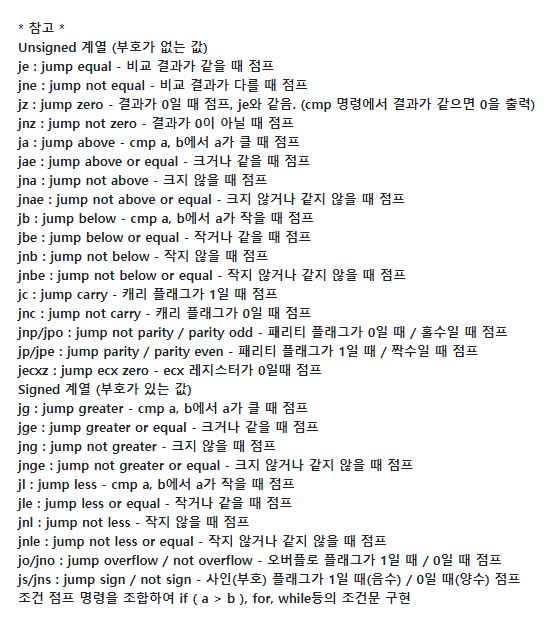 * 참고 *
Unsigned 계열 (부호가 없는 값)
je : jump equal - 비교 결과가 같을 때 점프
jne : jump not equal - 비교 결과가 다를 때 점프
jz : jump zero - 결과가 0일 때 점프, je와 같음. (cmp 명령에서 결과가 같으면 0을 출력)
jnz : jump not zero - 결과가 0이 아닐 때 점프
ja : jump above - cmp a, b에서 a가 클 때 점프
jae : jump above or equal - 크거나 같을 때 점프
jna : jump not above - 크지 않을 때 점프
jnae : jump not above or equal - 크지 않거나 같지 않을 때 점프
jb : jump below - cmp a, b에서 a가 작을 때 점프
jbe : jump below or equal - 작거나 같을 때 점프
jnb : jump not below - 작지 않을 때 점프
jnbe : jump not below or equal - 작지 않거나 같지 않을 때 점프
jc : jump carry - 캐리 플래그가 1일 때 점프
jnc : jump not carry - 캐리 플래그가 0일 때 점프
jnp/jpo : jump not parity / parity odd - 패리티 플래그가 0일 때 / 홀수일 때 점프
jp/jpe : jump parity / parity even - 패리티 플래그가 1일 때 / 짝수일 때 점프
jecxz : jump ecx zero - ecx 레지스터가 0일때 점프
Signed 계열 (부호가 있는 값)
jg : jump greater - cmp a, b에서 a가 클 때 점프
jge : jump greater or equal - 크거나 같을 때 점프
jng : jump not greater - 크지 않을 때 점프
jnge : jump not greater or equal - 크지 않거나 같지 않을 때 점프
jl : jump less - cmp a, b에서 a가 작을 때 점프
jle : jump less or equal - 작거나 같을 때 점프
jnl : jump not less - 작지 않을 때 점프
jnle : jump not less or equal - 작지 않거나 같지 않을 때 점프
jo/jno : jump overflow / not overflow - 오버플로 플래그가 1일 때 / 0일 때 점프
js/jns : jump sign / not sign - 사인(부호) 플래그가 1일 때(음수) / 0일 때(양수) 점프
조건 점프 명령을 조합하여 if ( a > b ), for, while등의 조건문 구현